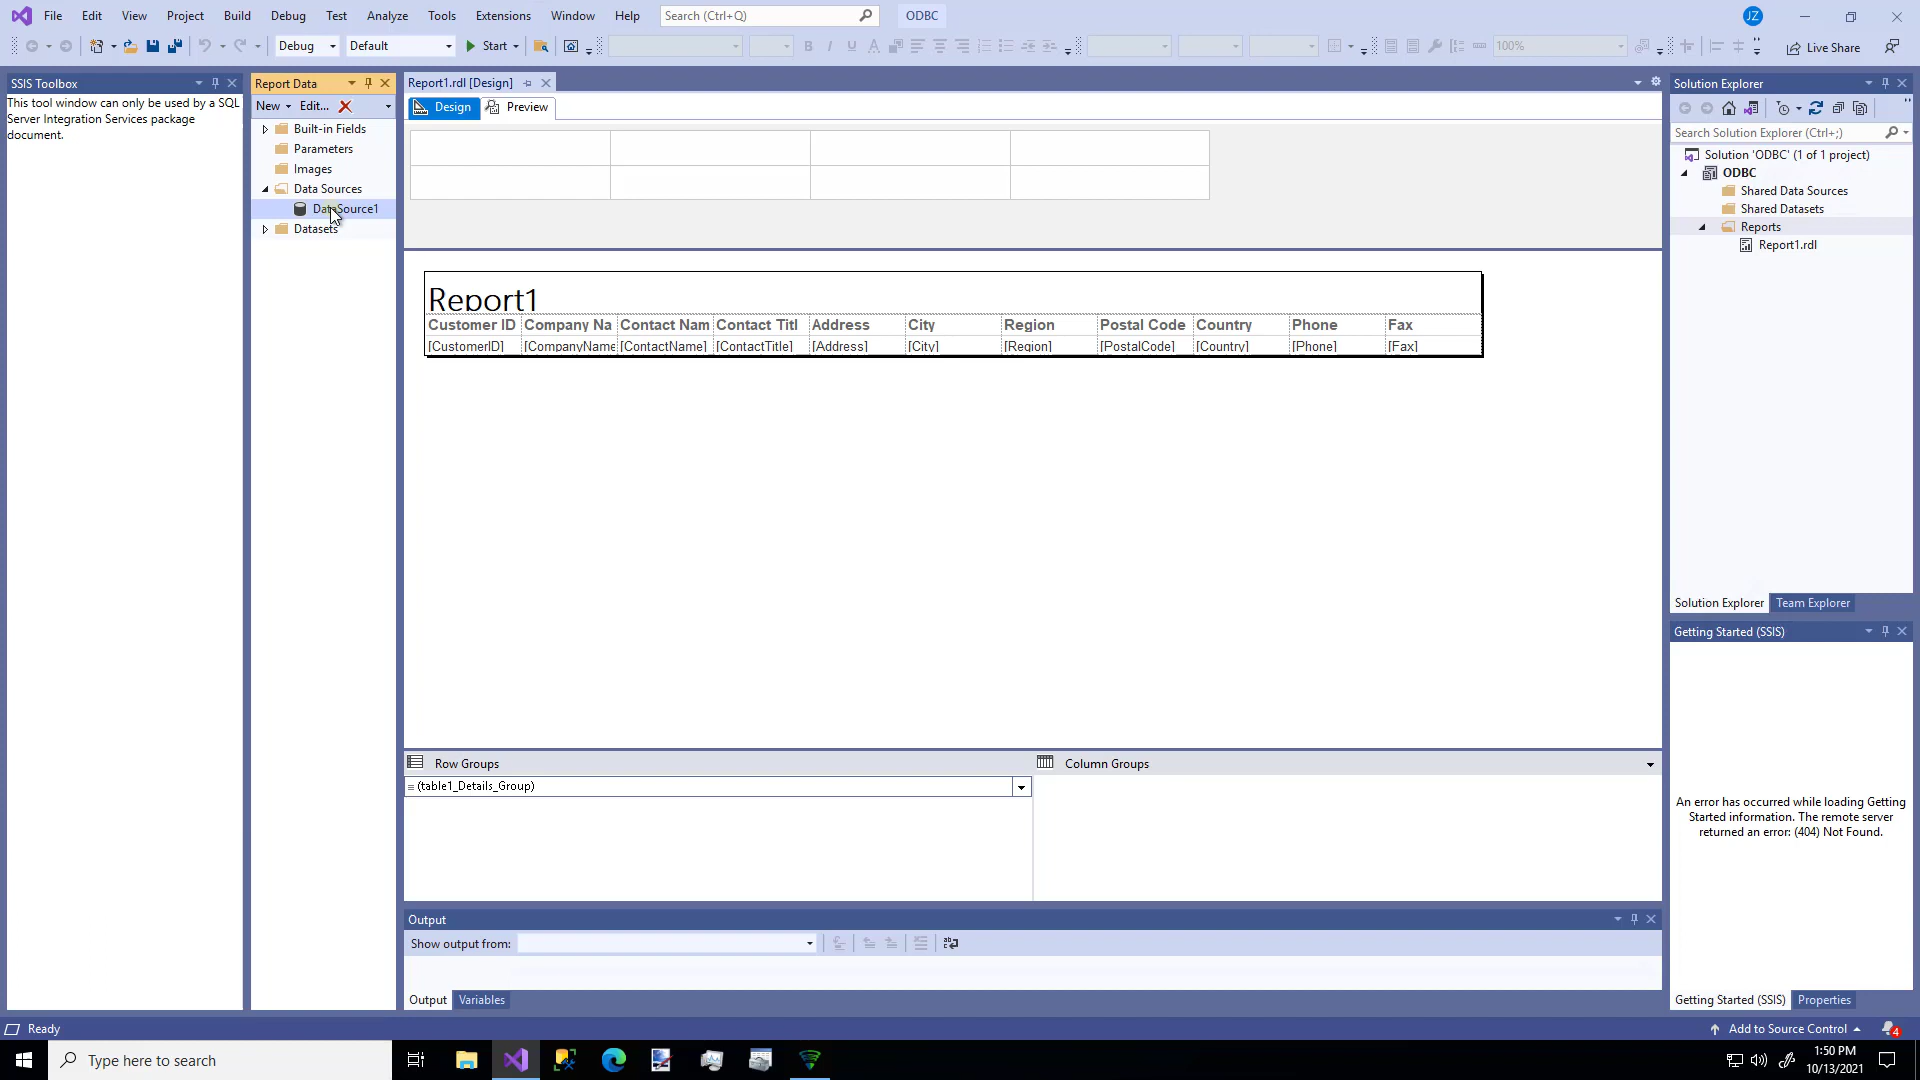 File Edit View Project Build Debug Test Analyze Tools Extensions Window Help Search (Ctrl+Q) ODBC JZ
Debug Default Start 100% Live Share
SSIS Toolbox
This tool window can only be used by a SQL
Server Integration Services package
document.
Report Data
New Edit...
Built-in Fields
Parameters
Images
Data Sources
DataSource1
Datasets
Report1.rdl [Design]
Design Preview
Report1
Customer ID Company Na Contact Nam Contact Titl Address City Region Postal Code Country Phone Fax
[CustomerID] [CompanyName [ContactName] [ContactTitle] [Address] [City] [Region] [PostalCode] [Country] [Phone] [Fax]
Row Groups Column Groups
(table1_Details_Group)
Output
Show output from:
Output Variables
Solution Explorer
Search Solution Explorer (Ctrl+;)
Solution 'ODBC' (1 of 1 project)
ODBC
Shared Data Sources
Shared Datasets
Reports
Report1.rdl
Solution Explorer Team Explorer
Getting Started (SSIS)
An error has occurred while loading Getting
Started information. The remote server
returned an error: (404) Not Found.
Getting Started (SSIS) Properties
Ready Add to Source Control 4
Type here to search 1:50 PM
10/13/2021